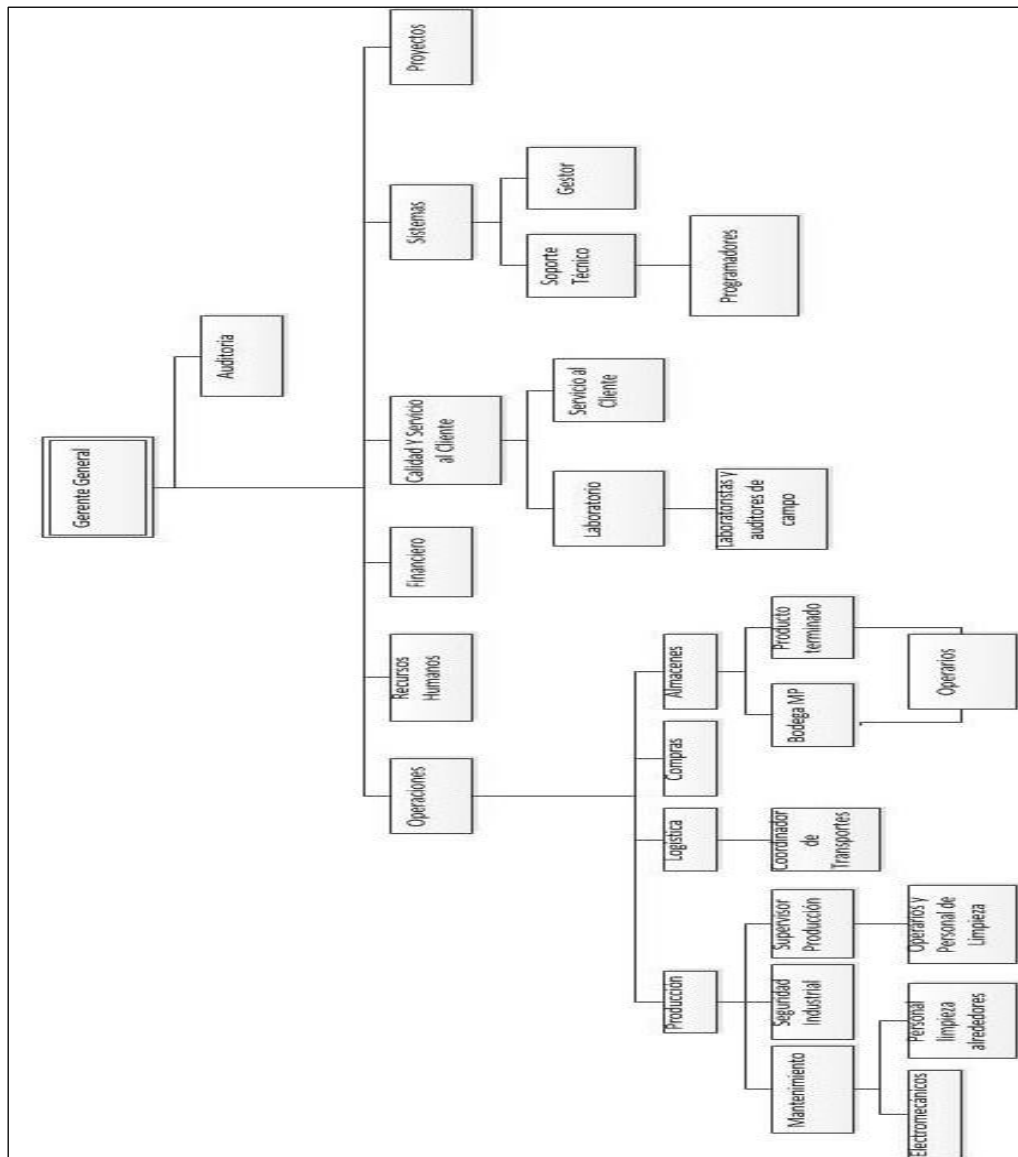 Gerente General
Auditoría
Operaciones
Recursos
Humanos
Financiero
Calidad Y Servicio
al Cliente
Sistemas
Proyectos
Laboratorio
Servicio al
Cliente
Soporte
Técnico
Gestor
Producción
Logística
Compras
Almacenes
Laboratoristas y
auditores de
campo
Programadores
Mantenimiento
Seguridad
Industrial
Supervisor
Producción
Coordinador
de
Transportes
Bodega MP
Producto
terminado
Electromecánicos
Personal
limpieza
alrededores
Operarios y
Personal de
Limpieza
Operarios